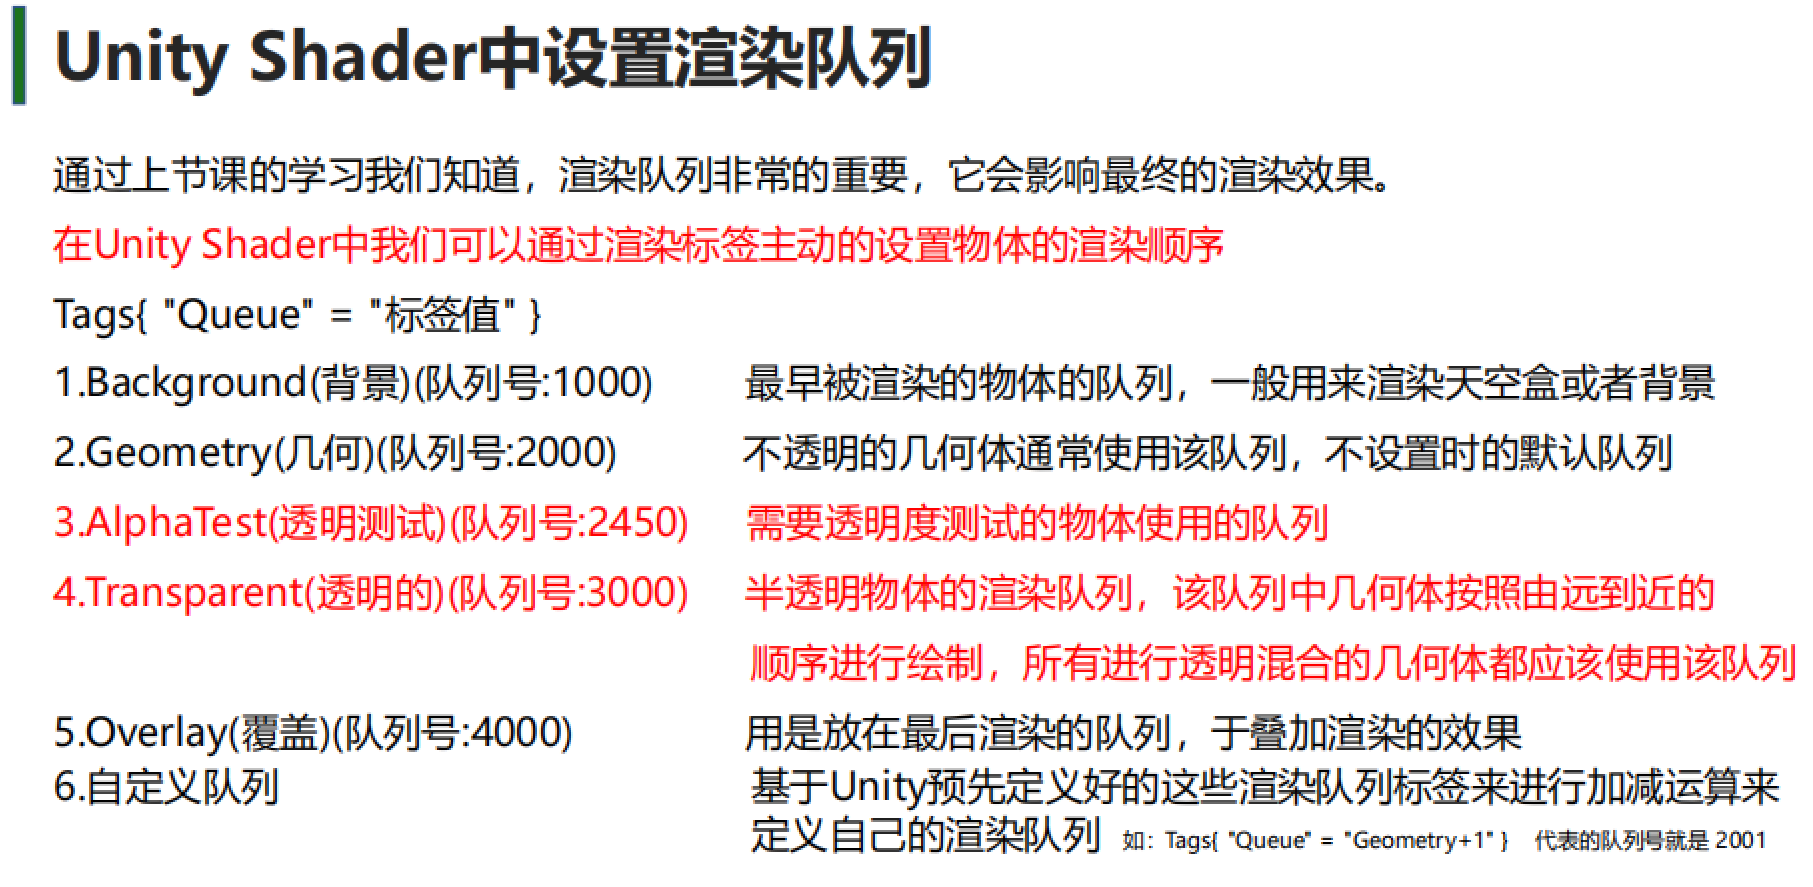 Unity Shader中设置渲染队列
通过上节课的学习我们知道，渲染队列非常的重要，它会影响最终的渲染效果。
在Unity Shader中我们可以通过渲染标签主动的设置物体的渲染顺序
Tags{ "Queue" = "标签值" }
1.Background(背景)(队列号:1000) 最早被渲染的物体的队列，一般用来渲染天空盒或者背景
2.Geometry(几何)(队列号:2000) 不透明的几何体通常使用该队列，不设置时的默认队列
3.AlphaTest(透明测试)(队列号:2450) 需要透明度测试的物体使用的队列
4.Transparent(透明的)(队列号:3000) 半透明物体的渲染队列，该队列中几何体按照由远到近的
顺序进行绘制，所有进行透明混合的几何体都应该使用该队列
5.Overlay(覆盖)(队列号:4000) 用是放在最后渲染的队列，于叠加渲染的效果
6.自定义队列 基于Unity预先定义好的这些渲染队列标签来进行加减运算来
定义自己的渲染队列 如：Tags{ "Queue" = "Geometry+1" } 代表的队列号就是 2001